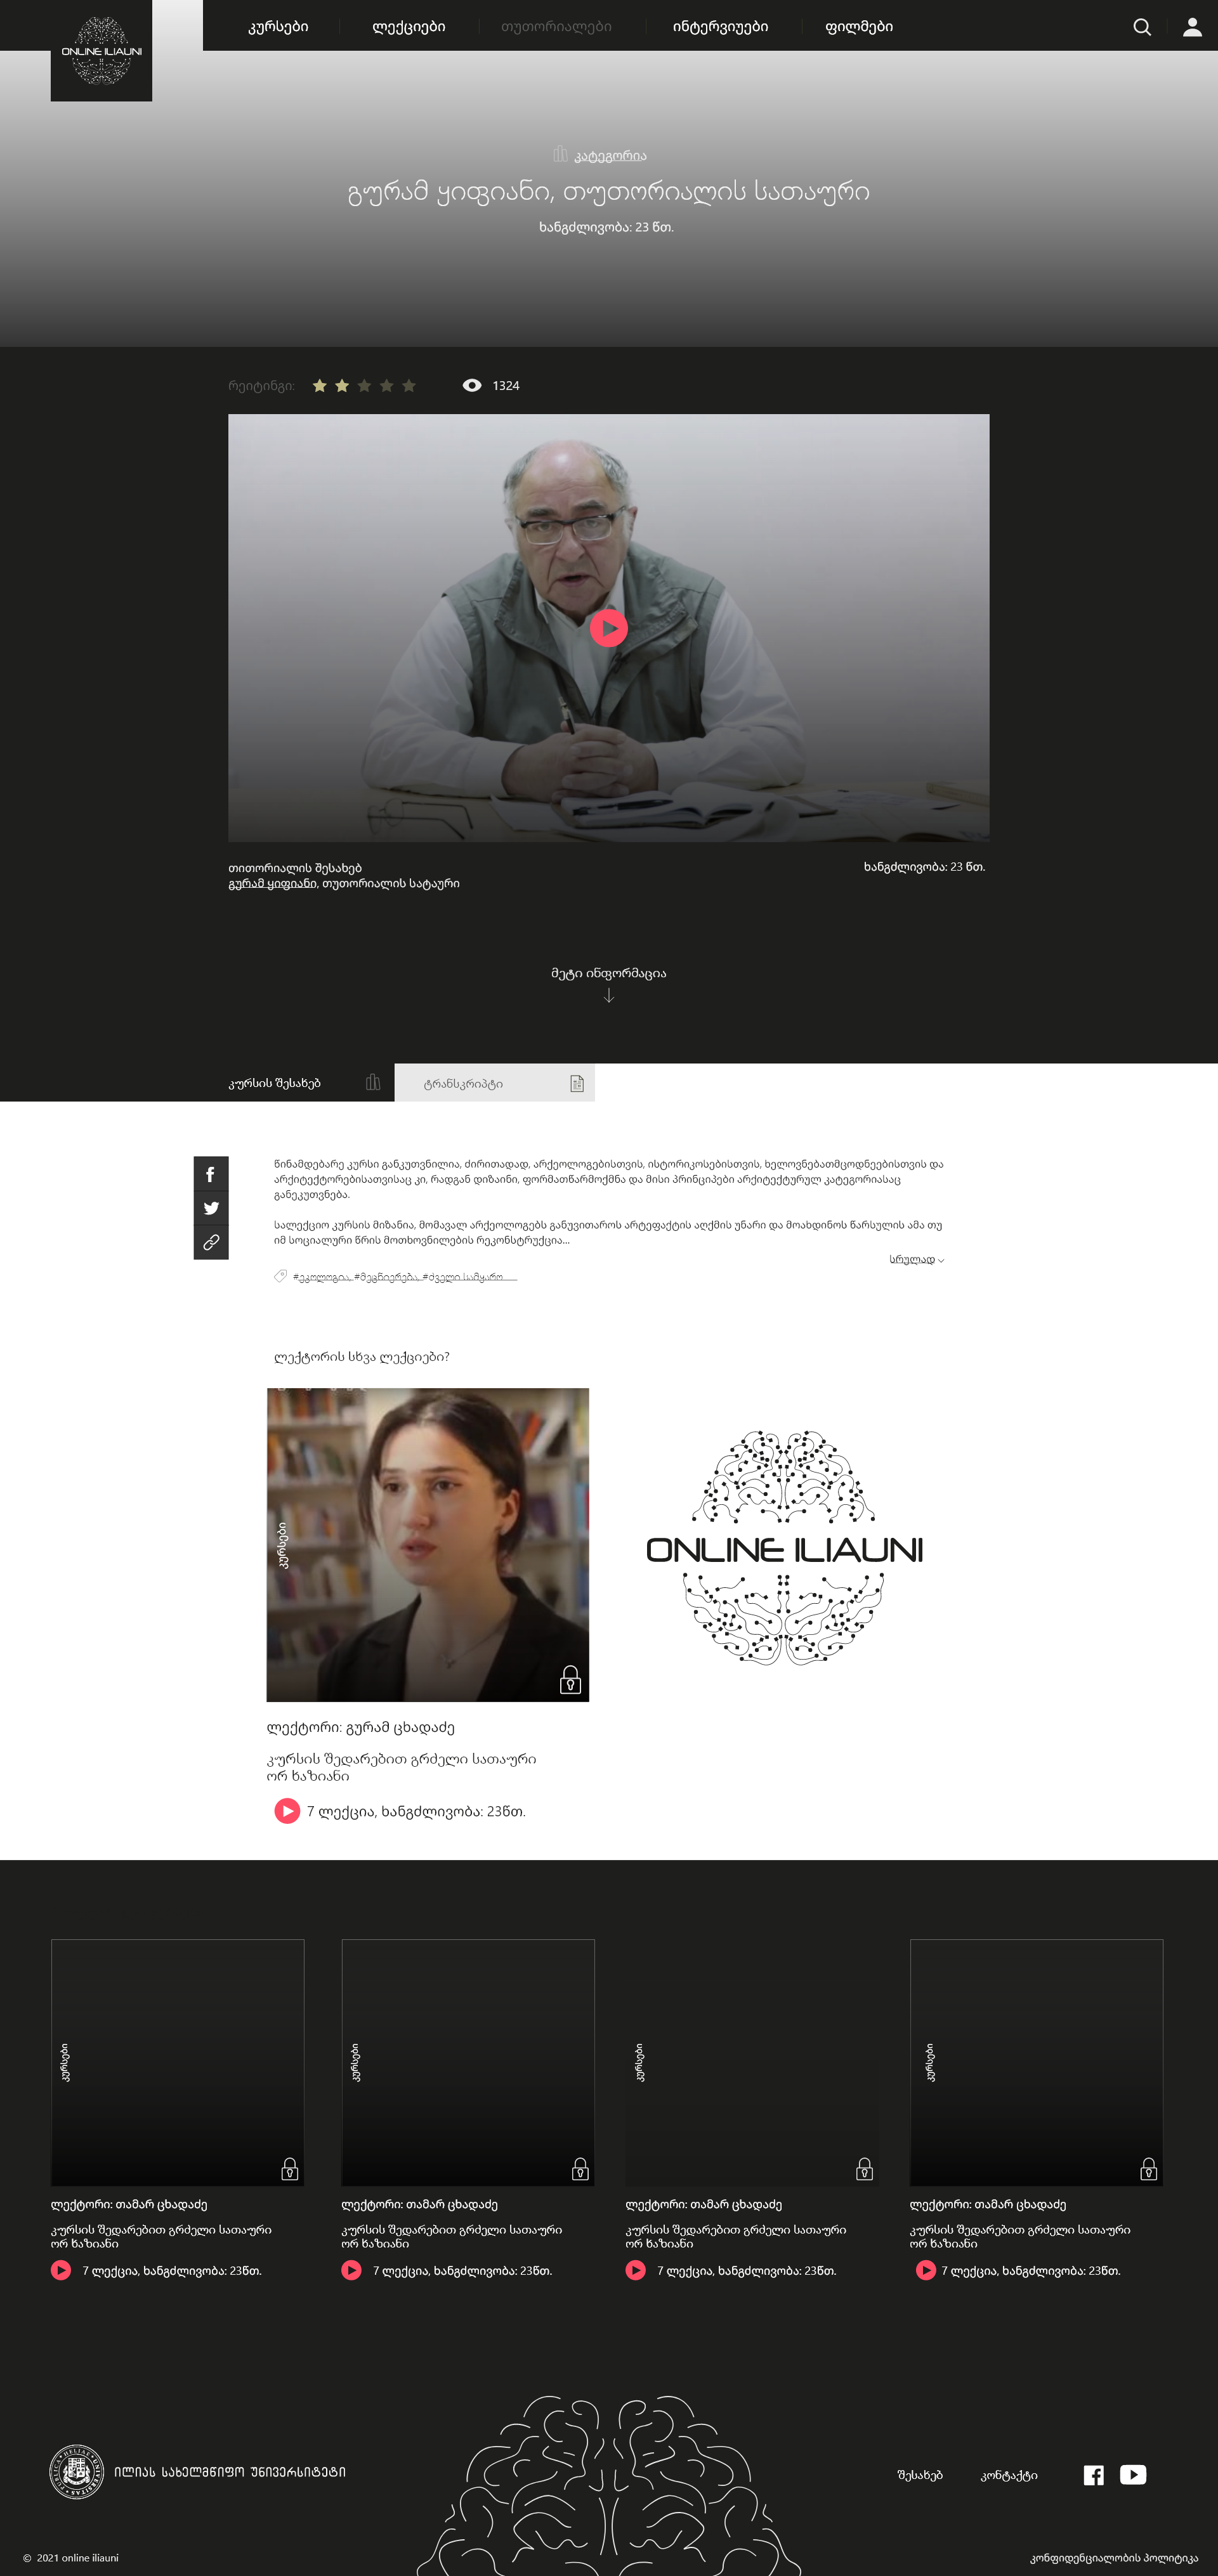 კურსები
ლექციები
თუთორიალები
ინტერვიუები
ფილმები
ONLINE ILIAUNI
კატეგორია
გურამ ყიფიანი, თუთორიალის სათაური
ხანგძლივობა: 23 წთ.
რეიტინგი:
1324
თითორიალის შესახებ
გურამ ყიფიანი, თუთორიალის სატაური
ხანგძლივობა: 23 წთ.
მეტი ინფორმაცია
კურსის შესახებ
ტრანსკრიპტი
წინამდებარე კურსი განკუთვნილია, ძირითადად, არქეოლოგებისთვის, ისტორიკოსებისთვის, ხელოვნებათმცოდნეებისთვის და
არქიტექტორებისათვისაც კი, რადგან დიზაინი, ფორმათწარმოქმნა და მისი პრინციპები არქიტექტურულ კატეგორიასაც
განეკუთვნება.
სალექციო კურსის მიზანია, მომავალ არქეოლოგებს განუვითაროს არტეფაქტის აღქმის უნარი და მოახდინოს წარსულის ამა თუ
იმ სოციალური წრის მოთხოვნილების რეკონსტრუქცია...
სრულად
#ეკოლოგია, #მეცნიერება, #ძველი სამყარო
ლექტორის სხვა ლექციები?
კურსები
ONLINE ILIAUNI
ლექტორი: გურამ ცხადაძე
კურსის შედარებით გრძელი სათაური
ორ ხაზიანი
7 ლექცია, ხანგძლივობა: 23წთ.
კურსები
ლექტორი: თამარ ცხადაძე
კურსის შედარებით გრძელი სათაური
ორ ხაზიანი
7 ლექცია, ხანგძლივობა: 23წთ.
კურსები
ლექტორი: თამარ ცხადაძე
კურსის შედარებით გრძელი სათაური
ორ ხაზიანი
7 ლექცია, ხანგძლივობა: 23წთ.
კურსები
ლექტორი: თამარ ცხადაძე
კურსის შედარებით გრძელი სათაური
ორ ხაზიანი
7 ლექცია, ხანგძლივობა: 23წთ.
კურსები
ლექტორი: თამარ ცხადაძე
კურსის შედარებით გრძელი სათაური
ორ ხაზიანი
7 ლექცია, ხანგძლივობა: 23წთ.
ილიას სახელმწიფო უნივერსიტეტი
შესახებ
კონტაქტი
© 2021 online iliauni
კონფიდენციალობის პოლიტიკა